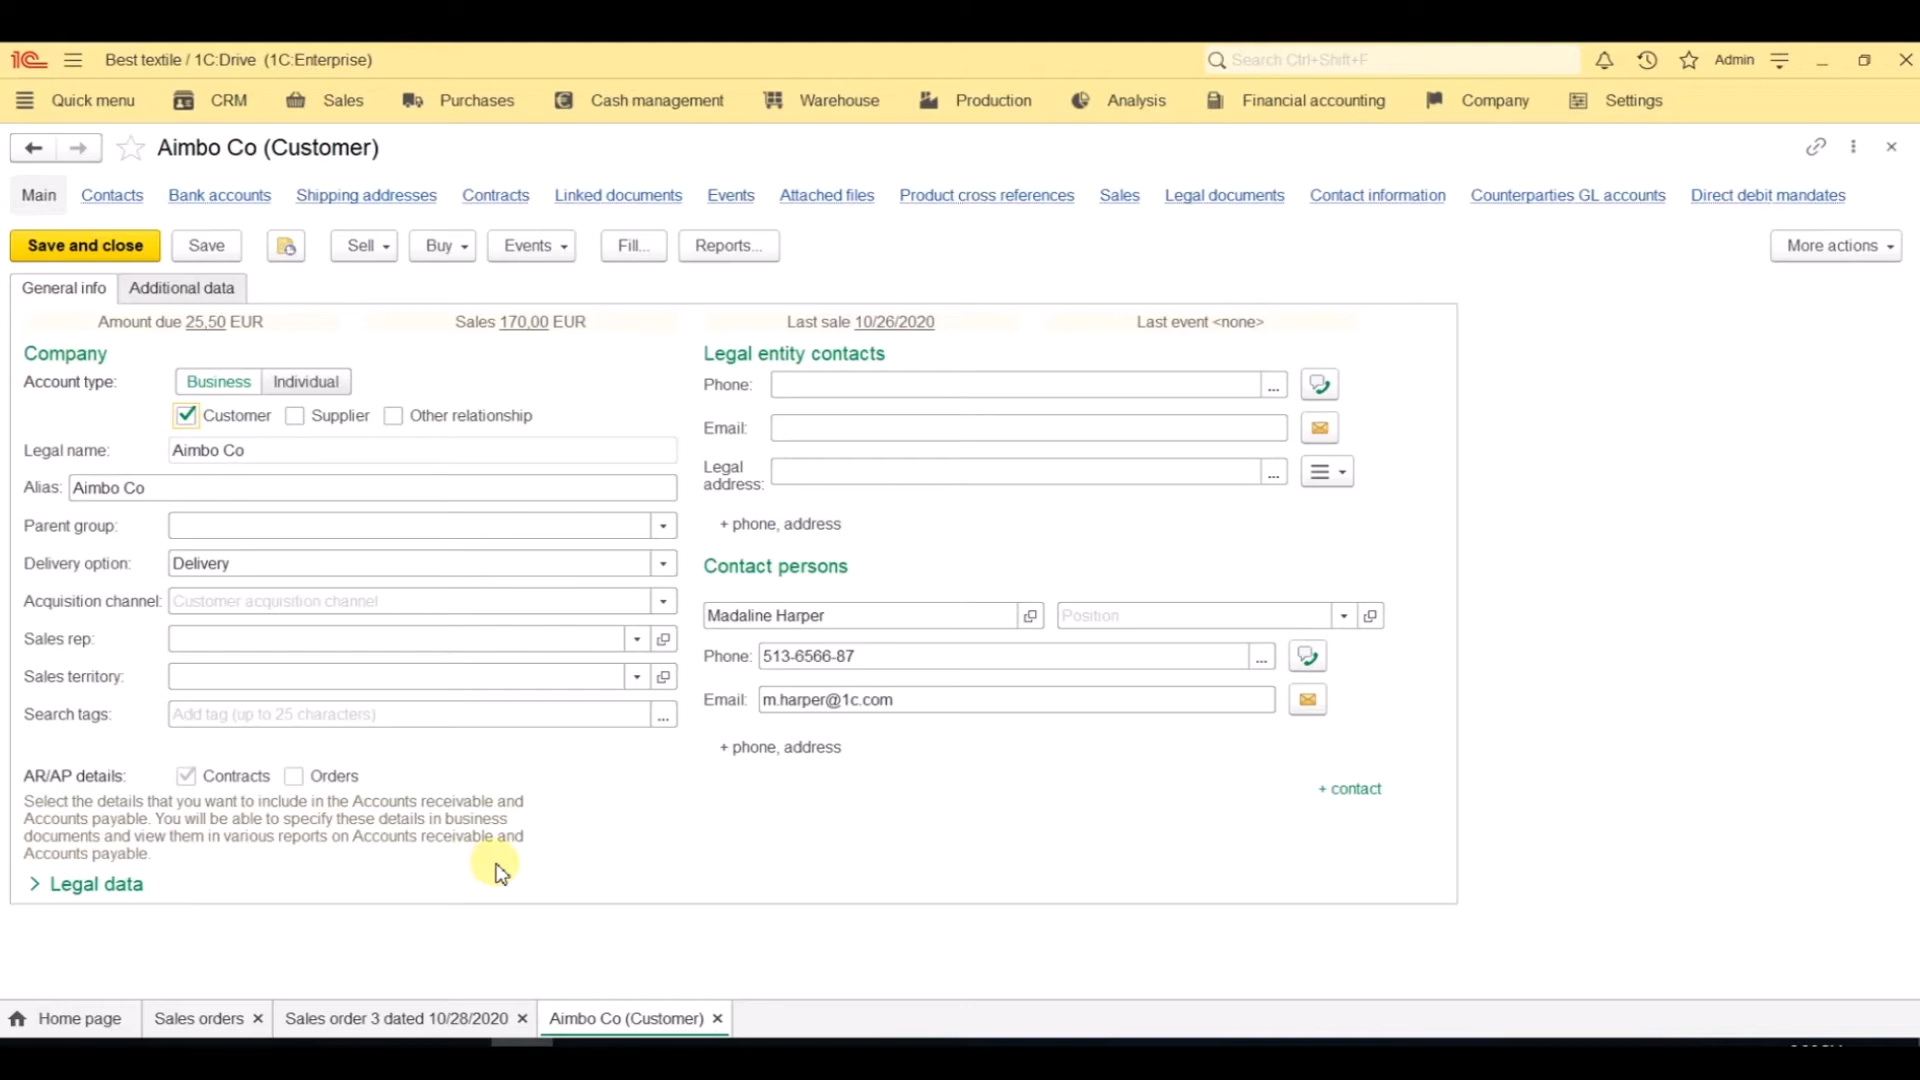 1C Best textile / 1C:Drive (1C:Enterprise) Search Ctrl+Shift+F Admin
Quick menu CRM Sales Purchases Cash management Warehouse Production Analysis Financial accounting Company Settings
Aimbo Co (Customer)
Main Contacts Bank accounts Shipping addresses Contracts Linked documents Events Attached files Product cross references Sales Legal documents Contact information Counterparties GL accounts Direct debit mandates
Save and close Save Sell Buy Events Fill... Reports... More actions
General info Additional data
Amount due 25,50 EUR Sales 170,00 EUR Last sale 10/26/2020 Last event <none>
Company
Account type: Business Individual
Customer Supplier Other relationship
Legal name: Aimbo Co
Alias: Aimbo Co
Parent group:
Delivery option: Delivery
Acquisition channel: Customer acquisition channel
Sales rep:
Sales territory:
Search tags: Add tag (up to 25 characters) ...
AR/AP details: Contracts Orders
Select the details that you want to include in the Accounts receivable and
Accounts payable. You will be able to specify these details in business
documents and view them in various reports on Accounts receivable and
Accounts payable.
Legal data
Legal entity contacts
Phone: ...
Email:
Legal
address: ...
+ phone, address
Contact persons
Madaline Harper Position
Phone: 513-6566-87 ...
Email: m.harper@1c.com
+ phone, address
+ contact
Home page Sales orders Sales order 3 dated 10/28/2020 Aimbo Co (Customer)